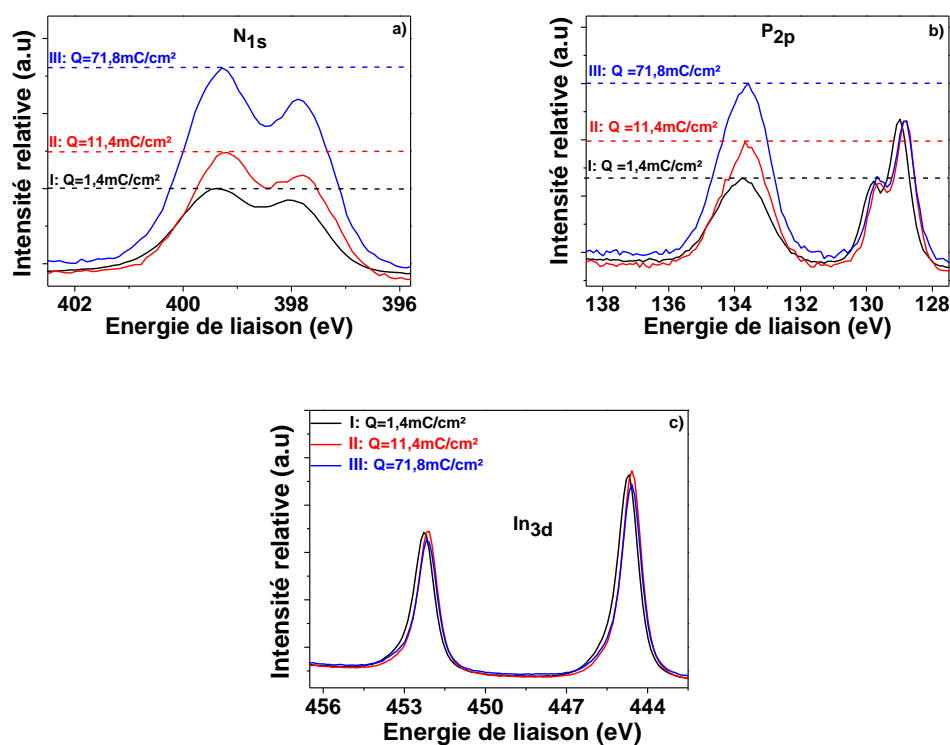 N1s
a)
III: Q=71,8mC/cm²
II: Q=11,4mC/cm²
I: Q=1,4mC/cm²
Intensité relative (a.u)
402 400 398 396
Energie de liaison (eV)
P2p
b)
III: Q =71,8mC/cm²
II: Q =11,4mC/cm²
I: Q =1,4mC/cm²
Intensité relative (a.u)
138 136 134 132 130 128
Energie de liaison (eV)
I: Q=1,4mC/cm²
c)
II: Q=11,4mC/cm²
III: Q=71,8mC/cm²
In3d
Intensité relative (a.u)
456 453 450 447 444
Energie de liaison (eV)